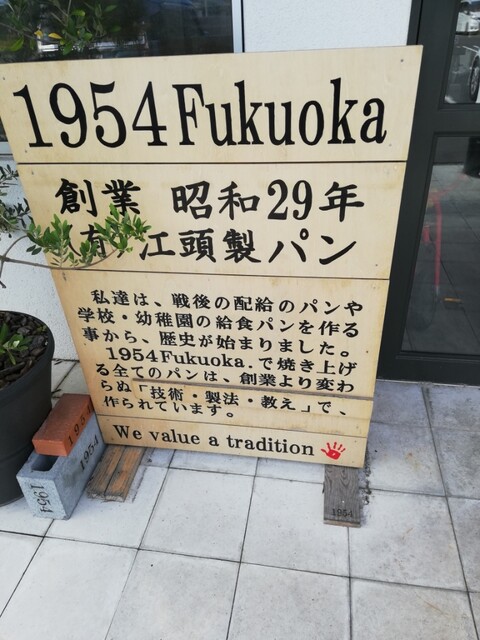 1954 Fukuoka
創業 昭和29年
有 江頭製パン
私達は、戦後の配給のパンや
学校・幼稚園の給食パンを作る
事から、歴史が始まりました。
1954Fukuoka.で焼き上げ
る全てのパンは、創業より変わ
らぬ「技術・製法・教え」で、
作られています。
We value a tradition
1954
1954
1954
1954